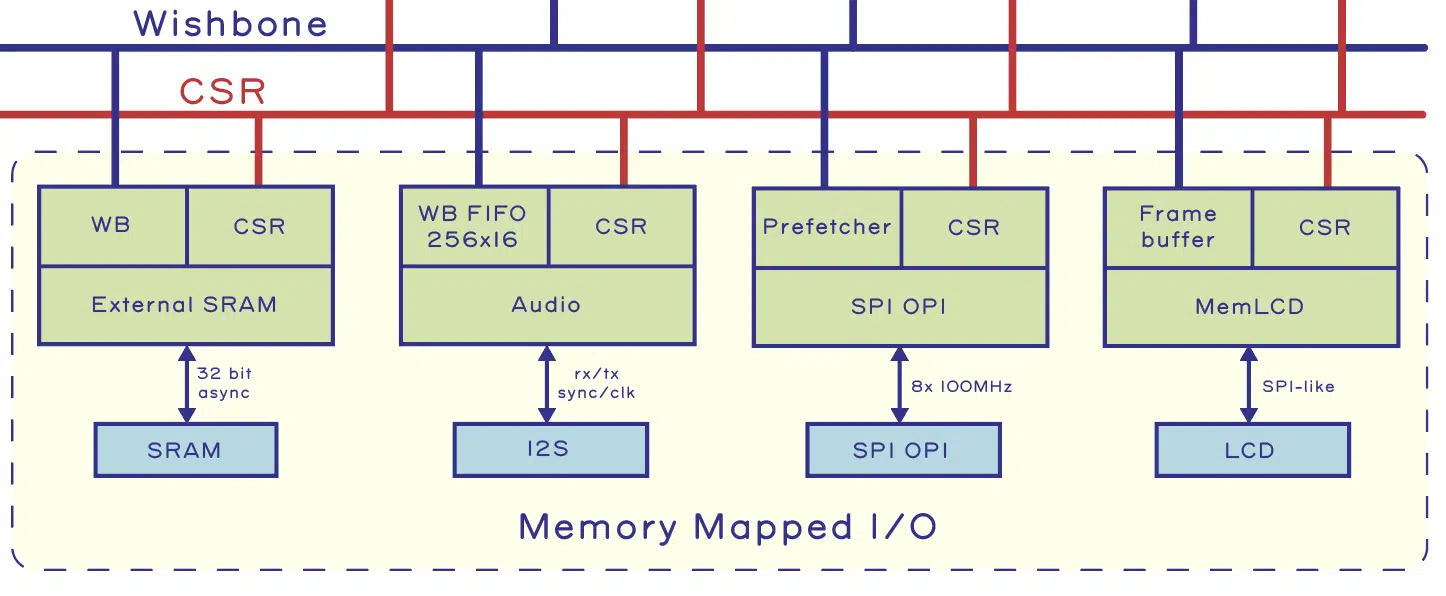 Wishbone
CSR
WB
CSR
External SRAM
32 bit
async
SRAM
WB FIFO
256x16
CSR
Audio
rx/tx
sync/clk
I2S
Prefetcher
CSR
SPI OPI
8x 100MHz
SPI OPI
Frame
buffer
CSR
MemLCD
SPI-like
LCD
Memory Mapped I/O